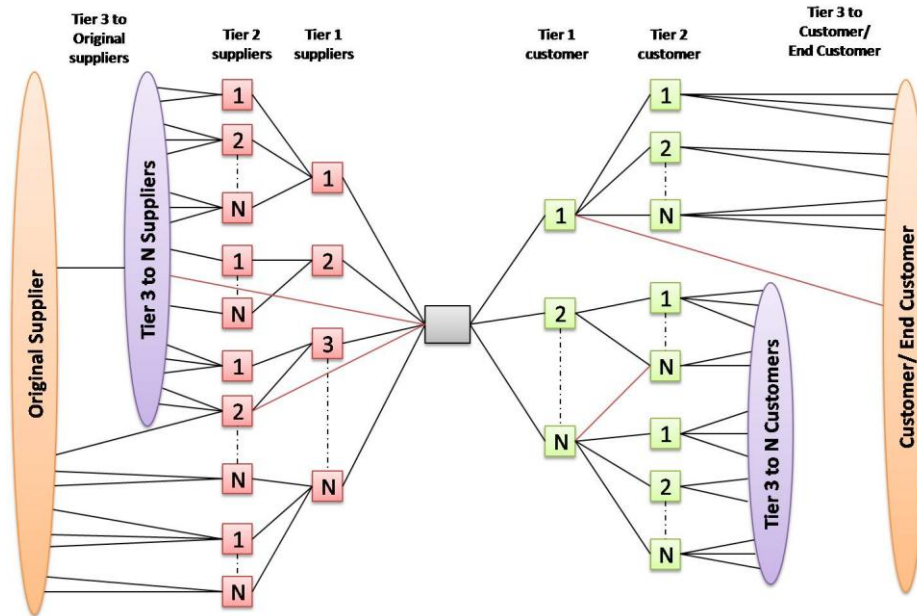 Tier 3 to
Original
suppliers
Tier 2
suppliers
Tier 1
suppliers
Tier 1
customer
Tier 2
customer
Tier 3 to
Customer/
End Customer
Original Supplier
Tier 3 to N Suppliers
1
2
N
1
N
1
2
N
1
N
1
2
3
N
1
2
N
1
2
N
1
N
1
2
N
Tier 3 to N Customers
Customer/ End Customer